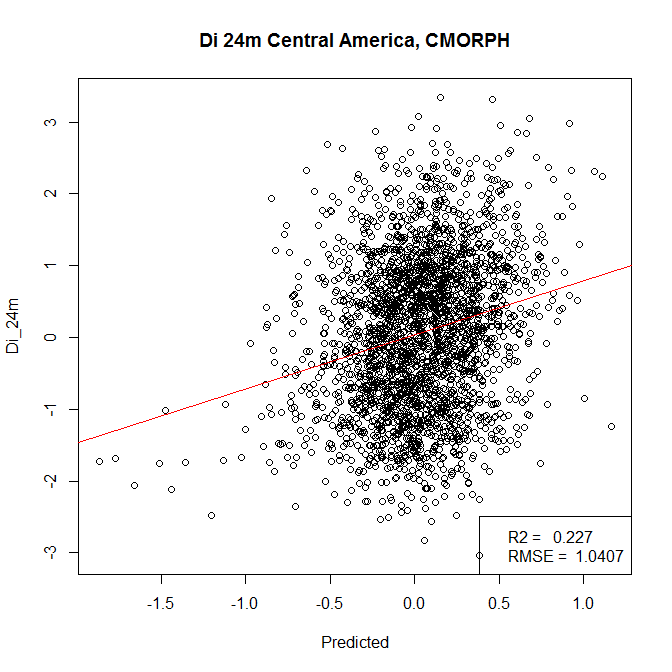 Di 24m Central America, CMORPH
3
2
1
0
-1
-2
-3
Di_24m
R2 = 0.227
RMSE = 1.0407
-1.5 -1.0 -0.5 0.0 0.5 1.0
Predicted